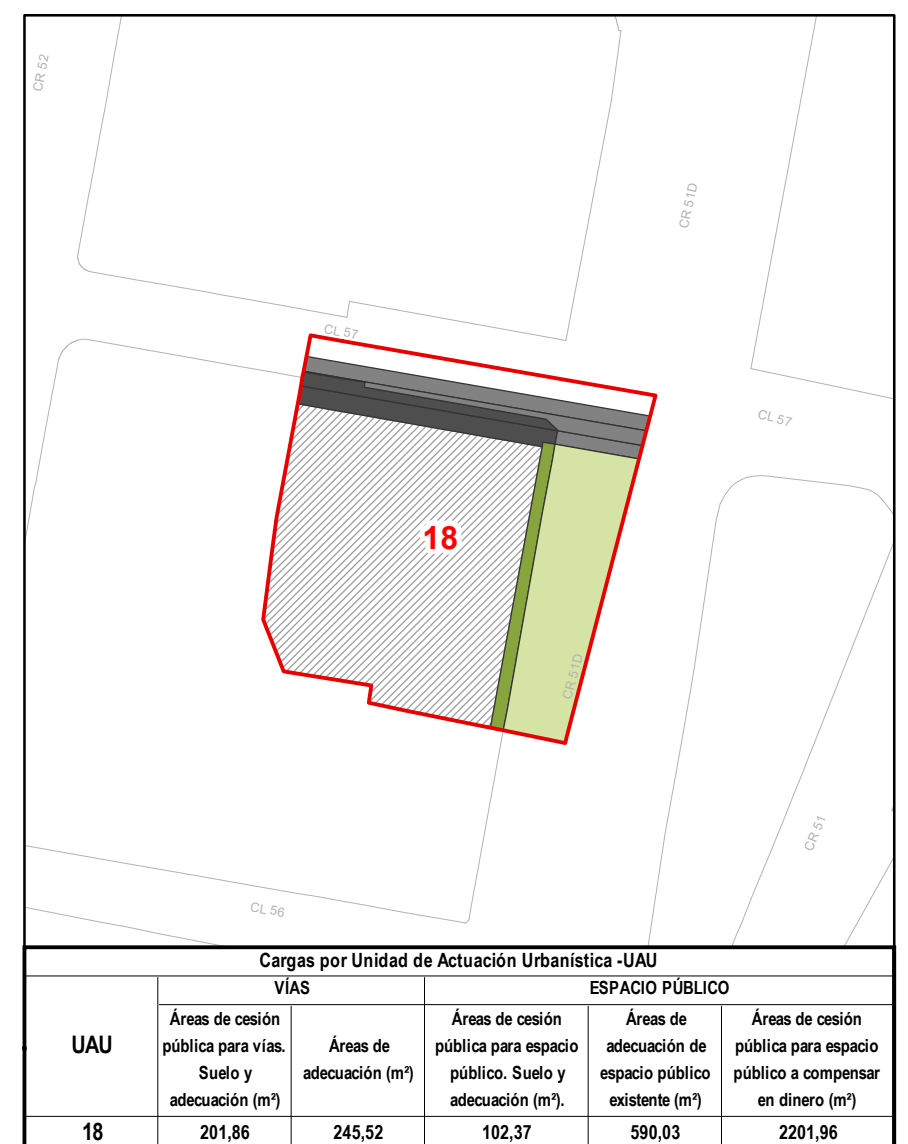 CR 52
CR 51D
CL 57
CL 57
18
CR 51D
CR 51
CL 56
Cargas por Unidad de Actuación Urbanística -UAU
UAU
VÍAS
ESPACIO PÚBLICO
Áreas de cesión
pública para vías.
Suelo y
adecuación (m²)
Áreas de
adecuación (m²)
Áreas de cesión
pública para espacio
público. Suelo y
adecuación (m²).
Áreas de
adecuación de
espacio público
existente (m²)
Áreas de cesión
pública para espacio
público a compensar
en dinero (m²)
18
201,86
245,52
102,37
590,03
2201,96